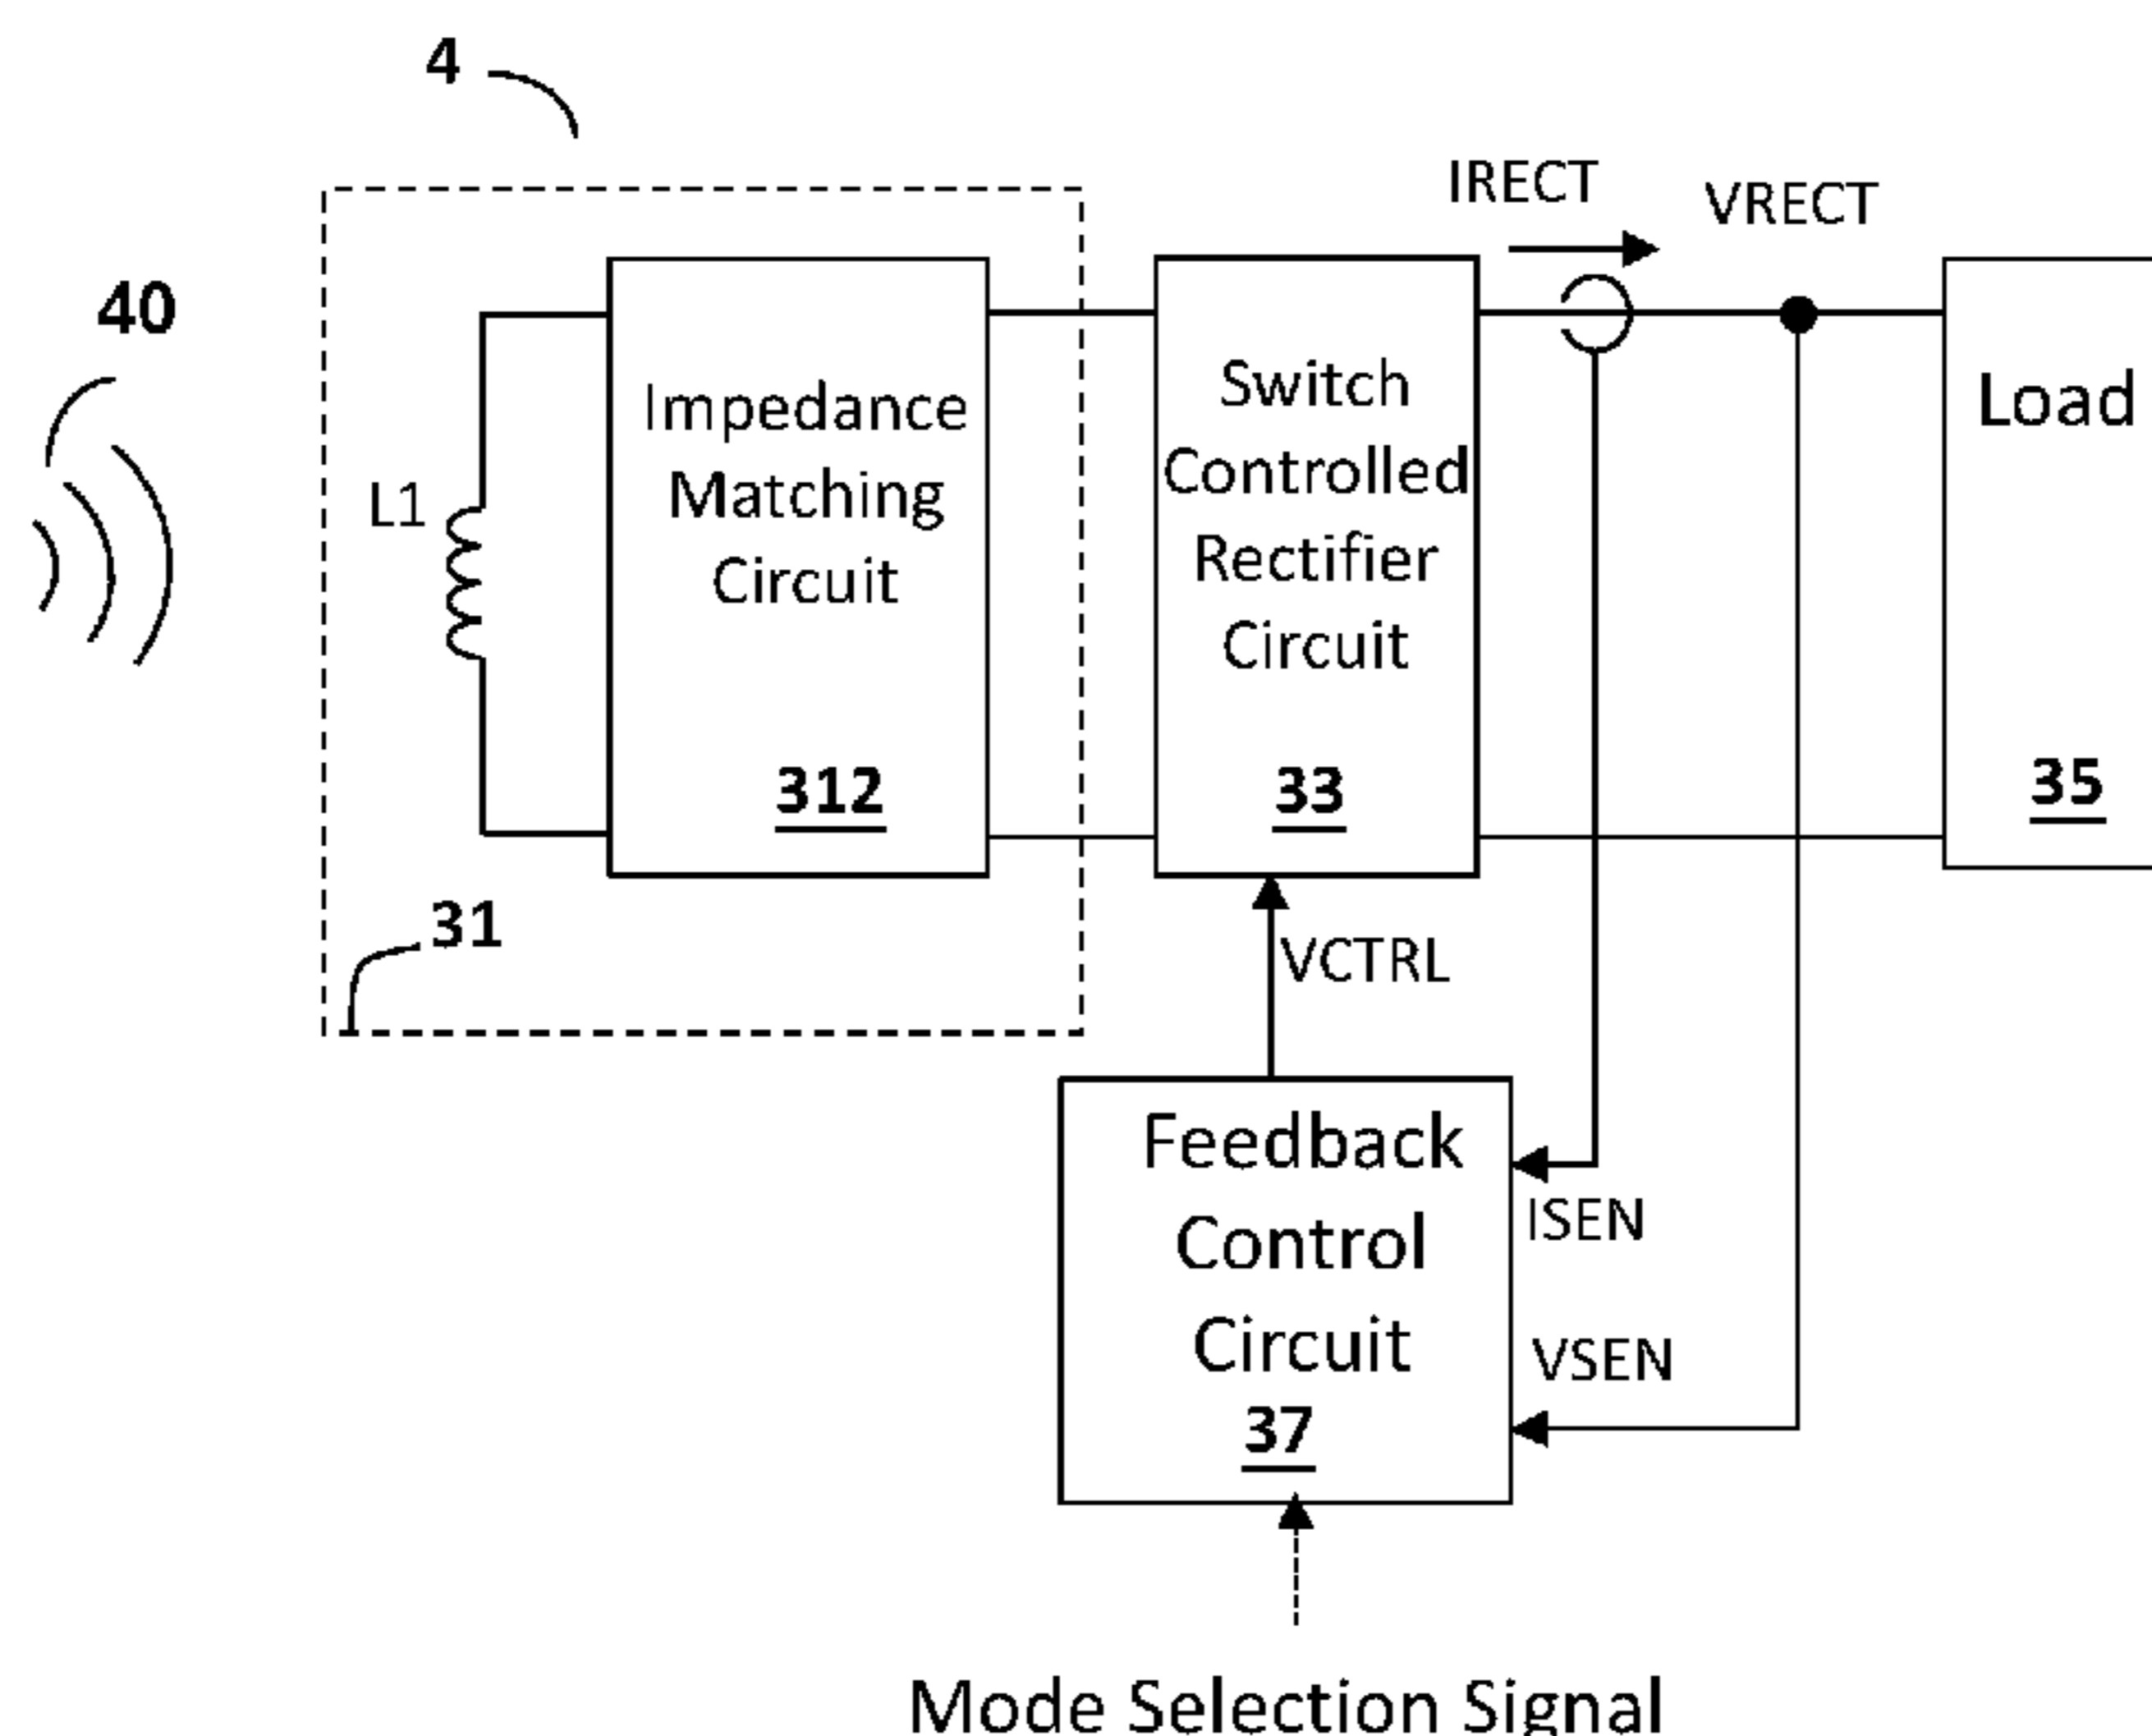 4
40
IRECT
VRECT
L1
Impedance
Matching
Circuit
312
Switch
Controlled
Rectifier
Circuit
33
Load
35
31
VCTRL
Feedback
Control
Circuit
37
ISEN
VSEN
Mode Selection Signal